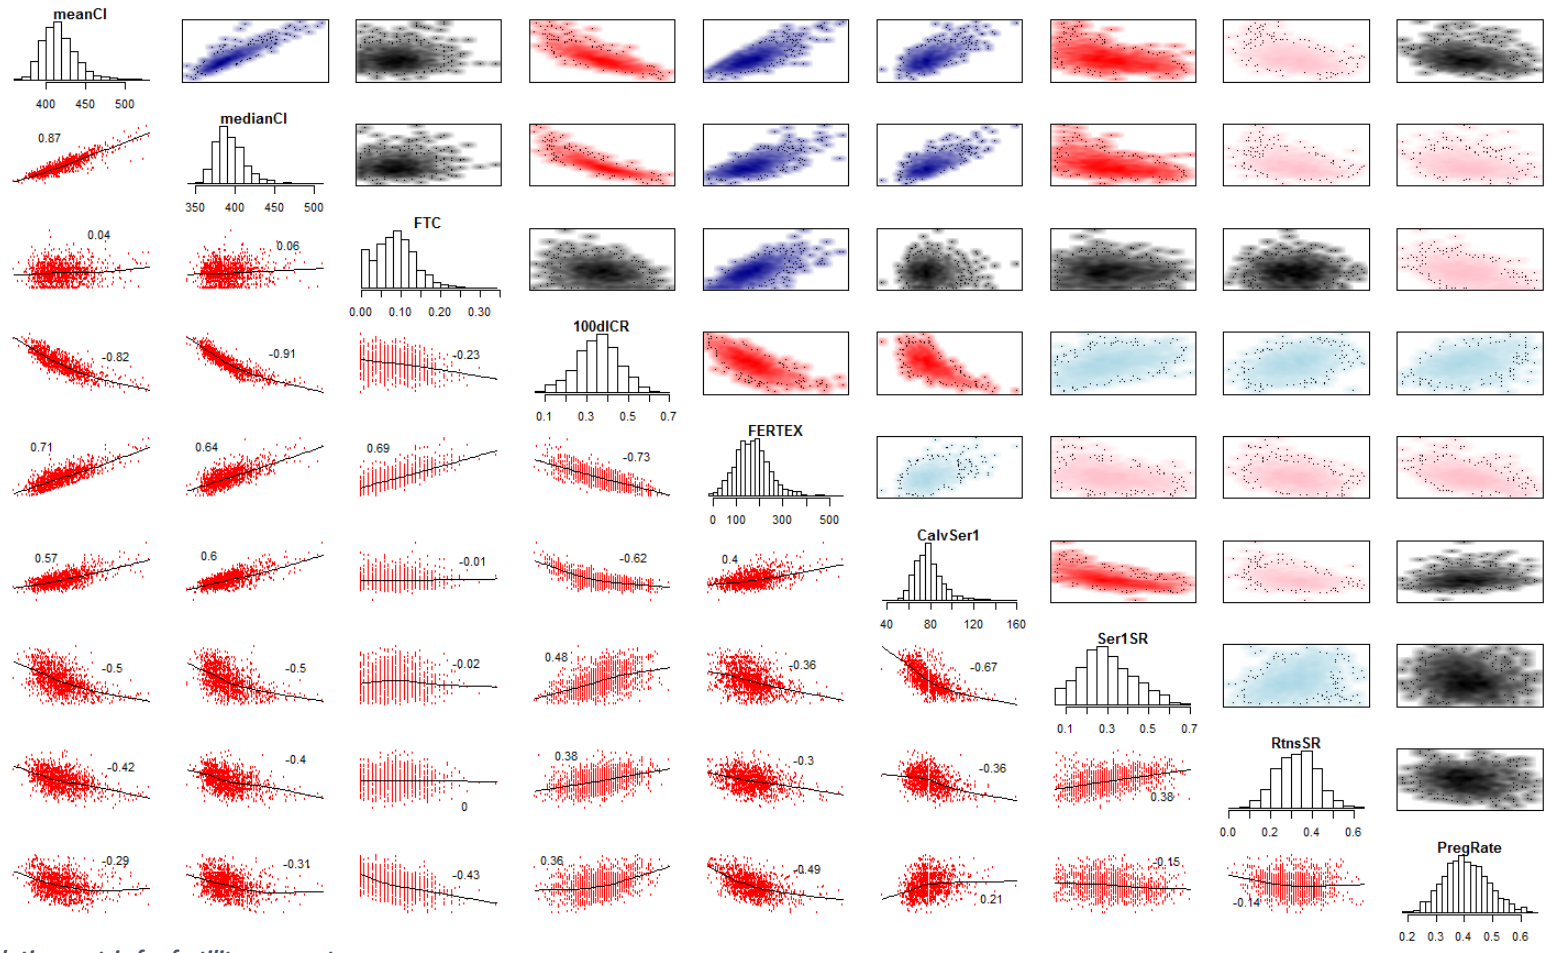 meanCI
400 450 500
medianCI
0.87
350 400 450 500
FTC
0.04 0.06
0.00 0.10 0.20 0.30
100dICR
-0.82 -0.91 -0.23
0.1 0.3 0.5 0.7
FERTEX
0.71 0.64 0.69 -0.73
0 100 300 500
CalvSer1
0.57 0.6 -0.01 -0.62 0.4
40 80 120 160
Ser1SR
-0.5 -0.5 -0.02 0.48 -0.36 -0.67
0.1 0.3 0.5 0.7
RtnsSR
-0.42 -0.4 0 0.38 -0.3 -0.36 0.38
0.0 0.2 0.4 0.6
PregRate
-0.29 -0.31 -0.43 0.36 -0.49 0.21 -0.15 -0.14
0.2 0.3 0.4 0.5 0.6